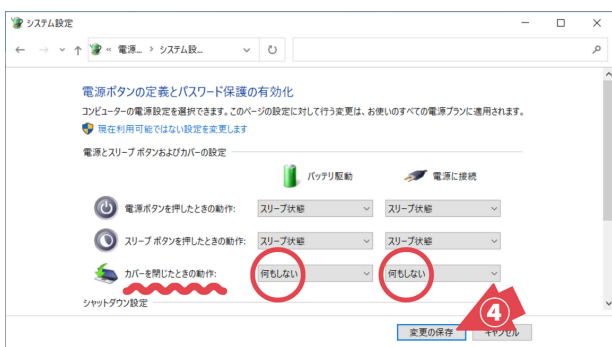 システム設定
« 電源... › システム設...
電源ボタンの定義とパスワード保護の有効化
コンピューターの電源設定を選択できます。このページの設定に対して行う変更は、お使いのすべての電源プランに適用されます。
現在利用可能ではない設定を変更します
電源とスリープ ボタンおよびカバーの設定
バッテリ駆動 電源に接続
電源ボタンを押したときの動作: スリープ状態 スリープ状態
スリープ ボタンを押したときの動作: スリープ状態 スリープ状態
カバーを閉じたときの動作: 何もしない 何もしない
シャットダウン設定
④
変更の保存 キャンセル